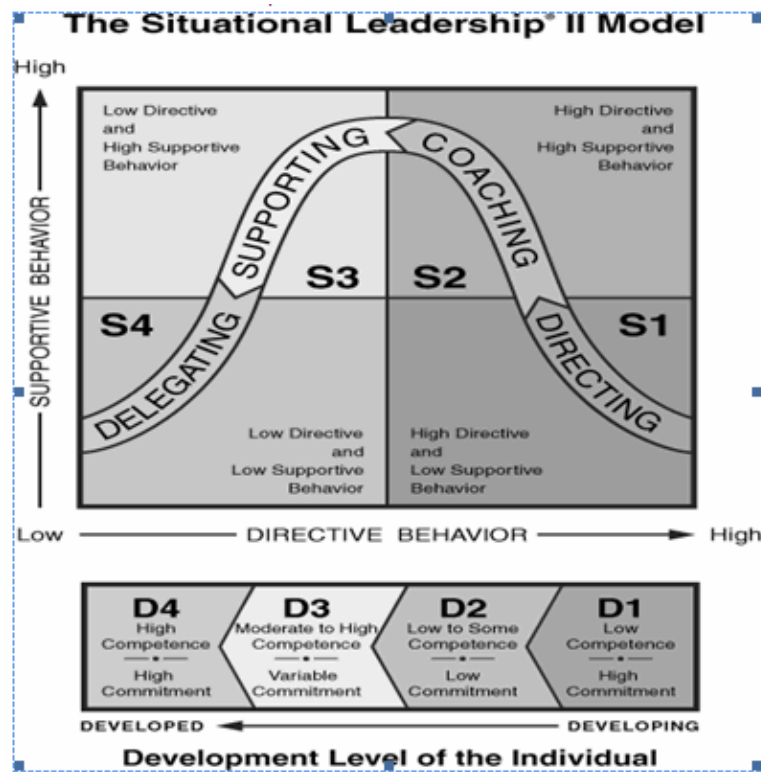 The Situational Leadership® II Model
High
Low Directive
and
High Supportive
Behavior
High Directive
and
High Supportive
Behavior
SUPPORTING
COACHING
SUPPORTIVE BEHAVIOR
S3
S2
S4
S1
DELEGATING
DIRECTING
Low Directive
and
Low Supportive
Behavior
High Directive
and
Low Supportive
Behavior
Low
DIRECTIVE BEHAVIOR
High
D4
High
Competence
High
Commitment
D3
Moderate to High
Competence
Variable
Commitment
D2
Low to Some
Competence
Low
Commitment
D1
Low
Competence
High
Commitment
DEVELOPED
DEVELOPING
Development Level of the Individual